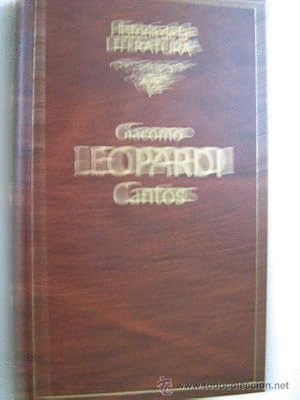 Historia de la
LITERATURA
Giacomo
LEOPARDI
Cantos
www.todocoleccion.net